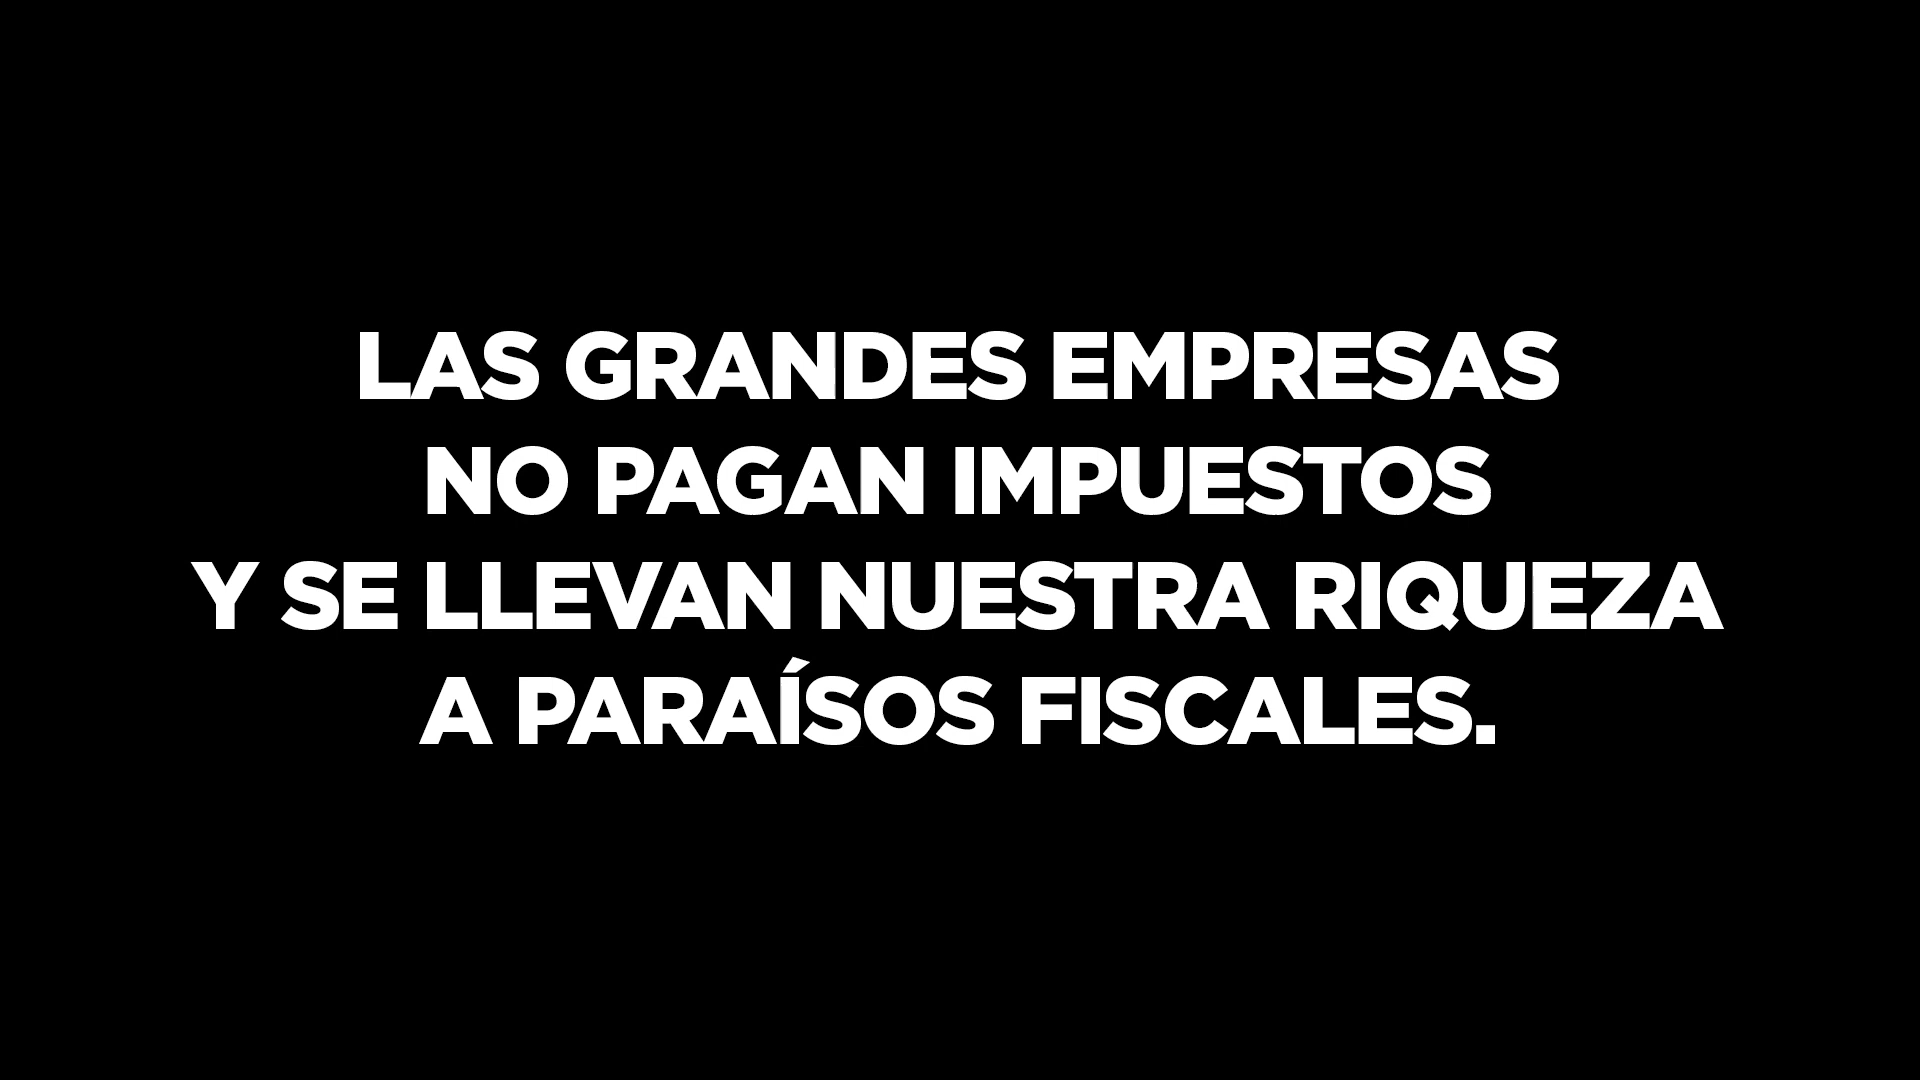 LAS GRANDES EMPRESAS
NO PAGAN IMPUESTOS
Y SE LLEVAN NUESTRA RIQUEZA
A PARAÍSOS FISCALES.